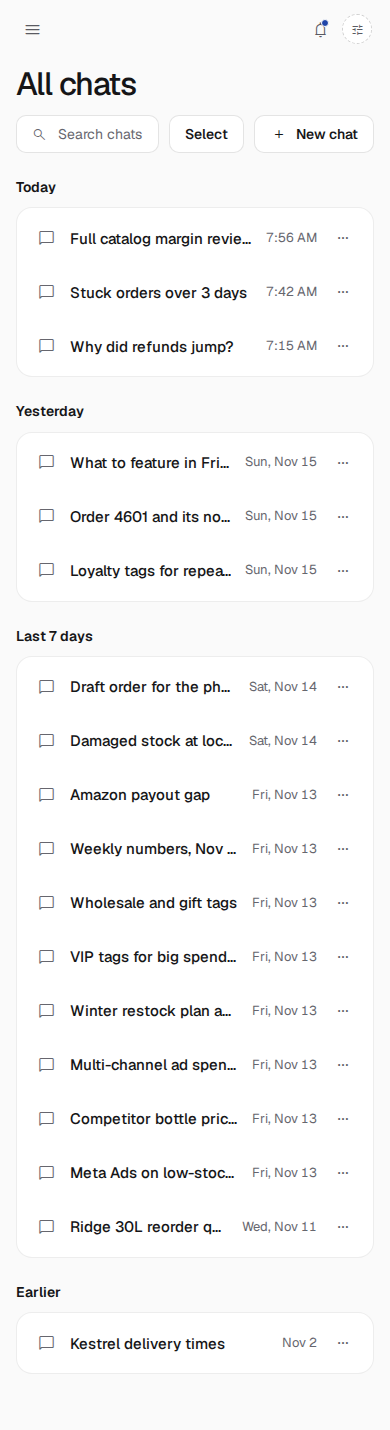 All chats
Search chats
Select
+ New chat
Today
Full catalog margin revie... 7:56 AM
Stuck orders over 3 days 7:42 AM
Why did refunds jump? 7:15 AM
Yesterday
What to feature in Fri... Sun, Nov 15
Order 4601 and its no... Sun, Nov 15
Loyalty tags for repea... Sun, Nov 15
Last 7 days
Draft order for the ph... Sat, Nov 14
Damaged stock at loc... Sat, Nov 14
Amazon payout gap Fri, Nov 13
Weekly numbers, Nov ... Fri, Nov 13
Wholesale and gift tags Fri, Nov 13
VIP tags for big spend... Fri, Nov 13
Winter restock plan a... Fri, Nov 13
Multi-channel ad spen... Fri, Nov 13
Competitor bottle pric... Fri, Nov 13
Meta Ads on low-stoc... Fri, Nov 13
Ridge 30L reorder q... Wed, Nov 11
Earlier
Kestrel delivery times Nov 2